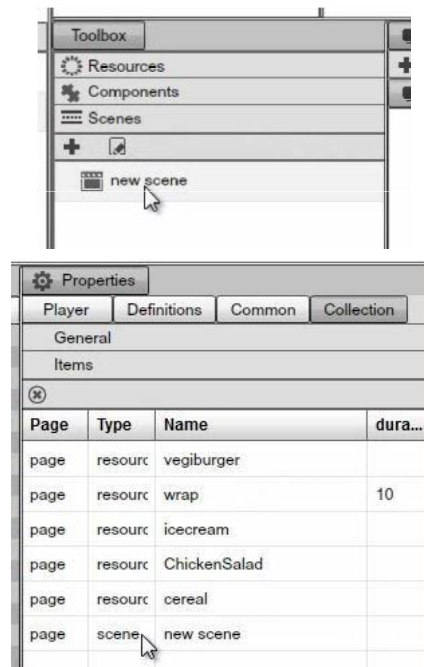 Toolbox
Resources
Components
Scenes
new scene
Properties
Player Definitions Common Collection
General
Items
Page Type Name dura...
page resourc vegiburger
page resourc wrap 10
page resourc icecream
page resourc ChickenSalad
page resourc cereal
page scene new scene